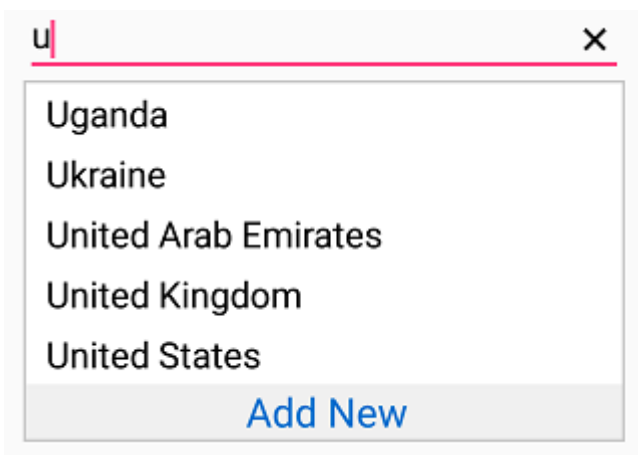 u
Uganda
Ukraine
United Arab Emirates
United Kingdom
United States
Add New